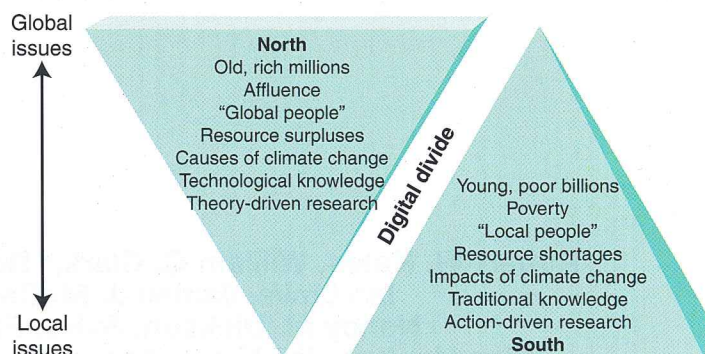 Global
issues
North
Old, rich millions
Affluence
“Global people”
Resource surpluses
Causes of climate change
Technological knowledge
Theory-driven research
Digital divide
Young, poor billions
Poverty
“Local people”
Resource shortages
Impacts of climate change
Traditional knowledge
Action-driven research
South
Local
issues